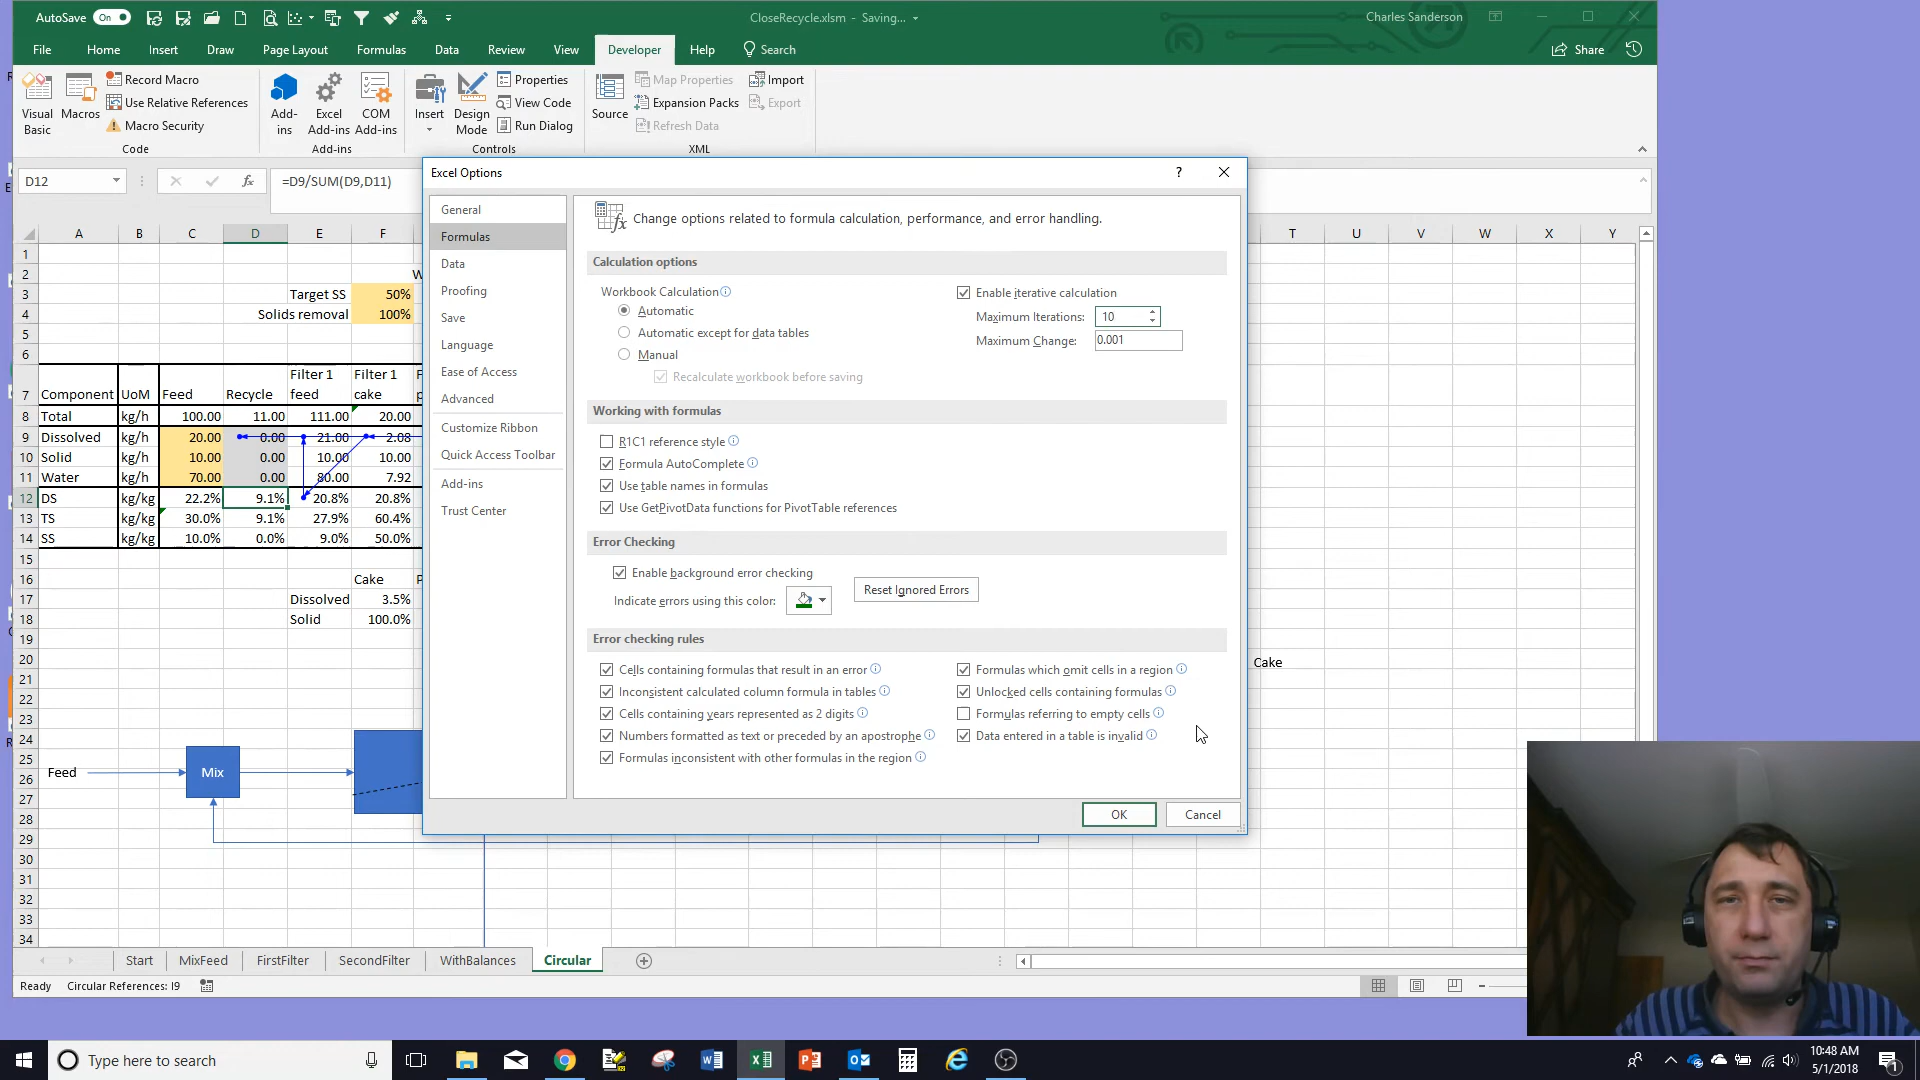 AutoSave On CloseRecycle.xlsm - Saving... Charles Sanderson
File Home Insert Draw Page Layout Formulas Data Review View Developer Help Search Share
Visual Basic
Macros
Record Macro
Use Relative References
Macro Security
Code
Add-ins
Excel Add-ins
COM Add-ins
Add-ins
Insert
Design Mode
Properties
View Code
Run Dialog
Controls
Source
Map Properties
Expansion Packs
Refresh Data
Import
Export
XML
D12 fx =D9/SUM(D9,D11)
Excel Options ?
General
Formulas
Data
Proofing
Save
Language
Ease of Access
Advanced
Customize Ribbon
Quick Access Toolbar
Add-ins
Trust Center
Change options related to formula calculation, performance, and error handling.
Calculation options
Workbook Calculation
Automatic
Automatic except for data tables
Manual
Recalculate workbook before saving
Enable iterative calculation
Maximum Iterations: 10
Maximum Change: 0.001
Working with formulas
R1C1 reference style
Formula AutoComplete
Use table names in formulas
Use GetPivotData functions for PivotTable references
Error Checking
Enable background error checking
Indicate errors using this color:
Reset Ignored Errors
Error checking rules
Cells containing formulas that result in an error
Inconsistent calculated column formula in tables
Cells containing years represented as 2 digits
Numbers formatted as text or preceded by an apostrophe
Formulas inconsistent with other formulas in the region
Formulas which omit cells in a region
Unlocked cells containing formulas
Formulas referring to empty cells
Data entered in a table is invalid
OK Cancel
A B C D E F T U V W X Y
1
2 W
3 Target SS 50%
4 Solids removal 100%
5
6
7 Component UoM Feed Recycle Filter 1 feed Filter 1 cake F p
8 Total kg/h 100.00 11.00 111.00 20.00
9 Dissolved kg/h 20.00 0.00 21.00 2.08
10 Solid kg/h 10.00 0.00 10.00 10.00
11 Water kg/h 70.00 0.00 80.00 7.92
12 DS kg/kg 22.2% 9.1% 20.8% 20.8%
13 TS kg/kg 30.0% 9.1% 27.9% 60.4%
14 SS kg/kg 10.0% 0.0% 9.0% 50.0%
15
16 Cake P
17 Dissolved 3.5%
18 Solid 100.0%
19
20 Cake
21
22
23
24
25
26 Feed Mix
27
28
29
30
31
32
33
34
Start MixFeed FirstFilter SecondFilter WithBalances Circular
Ready Circular References: I9
Type here to search
10:48 AM
5/1/2018
1